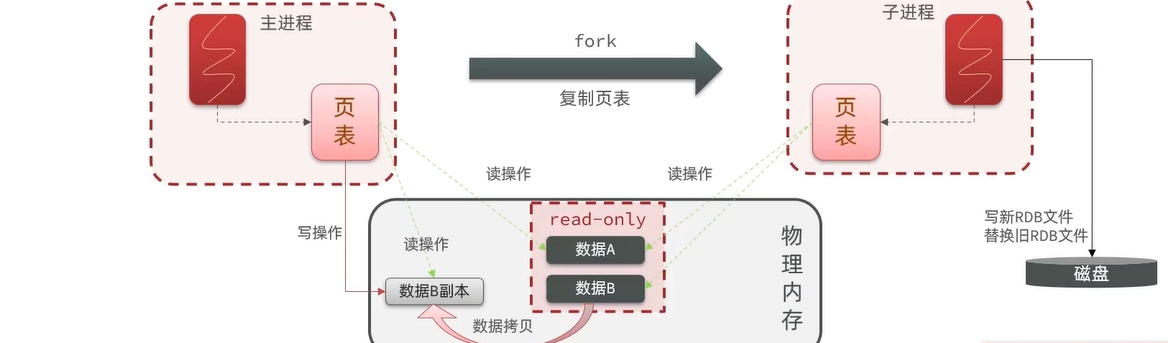 主进程
子进程
fork
复制页表
页
表
页
表
读操作
读操作
写操作
读操作
read-only
数据A
数据B
数据B副本
数据拷贝
物
理
内
存
写新RDB文件
替换旧RDB文件
磁盘